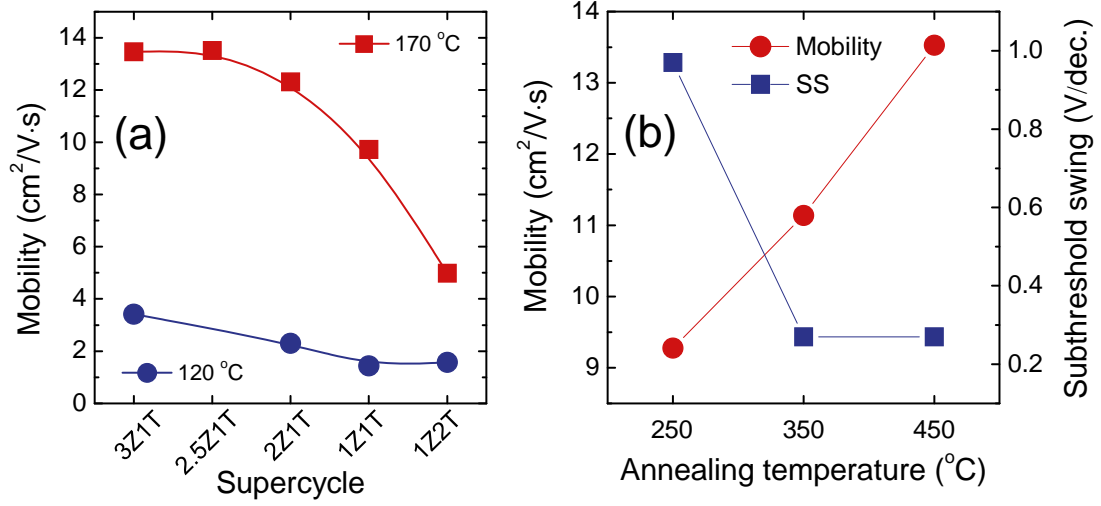 (a)
170 °C
120 °C
Mobility (cm²/V·s)
14
12
10
8
6
4
2
0
3Z1T
2.5Z1T
2Z1T
1Z1T
1Z2T
Supercycle
(b)
Mobility
SS
Mobility (cm²/V·s)
14
13
12
11
10
9
Subthreshold swing (V/dec.)
1.0
0.8
0.6
0.4
0.2
250
350
450
Annealing temperature (°C)